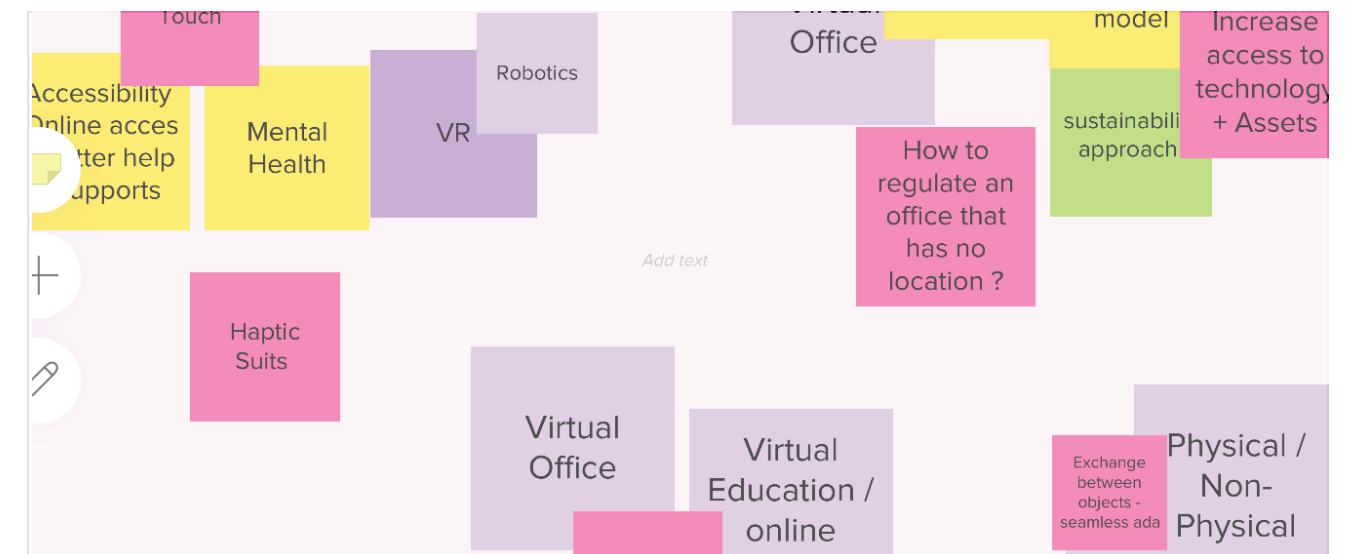 Touch
Accessibility
Online acces
help
supports
Mental
Health
VR
Robotics
Virtual
Office
model
sustainabili
approach
Increase
access to
technology
+ Assets
How to
regulate an
office that
has no
location ?
Add text
Haptic
Suits
Virtual
Office
Virtual
Education /
online
Exchange
between
objects -
seamless ada
Physical /
Non-
Physical